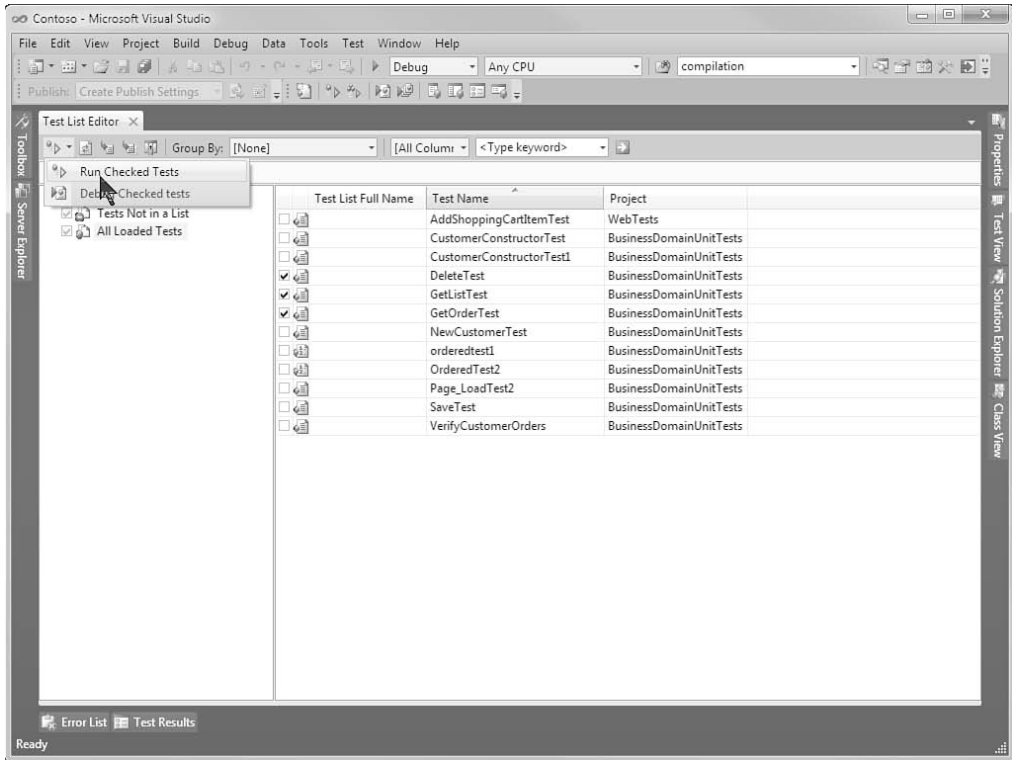 Contoso - Microsoft Visual Studio
File Edit View Project Build Debug Data Tools Test Window Help
Debug Any CPU compilation
Publish: Create Publish Settings
Test List Editor
Group By: [None] [All Colum <Type keyword>
Run Checked Tests
Debug Checked tests
Tests Not in a List
All Loaded Tests
Test List Full Name Test Name Project
AddShoppingCartItemTest WebTests
CustomerConstructorTest BusinessDomainUnitTests
CustomerConstructorTest1 BusinessDomainUnitTests
DeleteTest BusinessDomainUnitTests
GetListTest BusinessDomainUnitTests
GetOrderTest BusinessDomainUnitTests
NewCustomerTest BusinessDomainUnitTests
orderedtest1 BusinessDomainUnitTests
OrderedTest2 BusinessDomainUnitTests
Page_LoadTest2 BusinessDomainUnitTests
SaveTest BusinessDomainUnitTests
VerifyCustomerOrders BusinessDomainUnitTests
Toolbox
Server Explorer
Properties
Test View
Solution Explorer
Class View
Error List Test Results
Ready